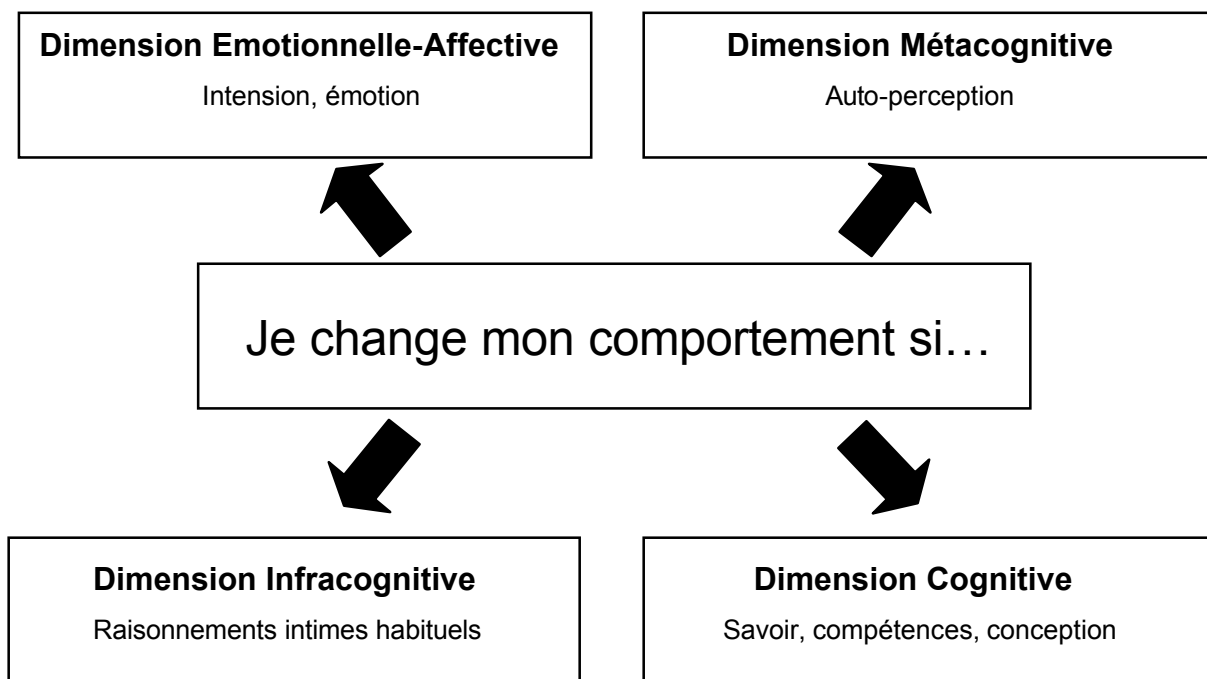 Dimension Emotionnelle-Affective
Intension, émotion
Dimension Métacognitive
Auto-perception
Je change mon comportement si…
Dimension Infracognitive
Raisonnements intimes habituels
Dimension Cognitive
Savoir, compétences, conception